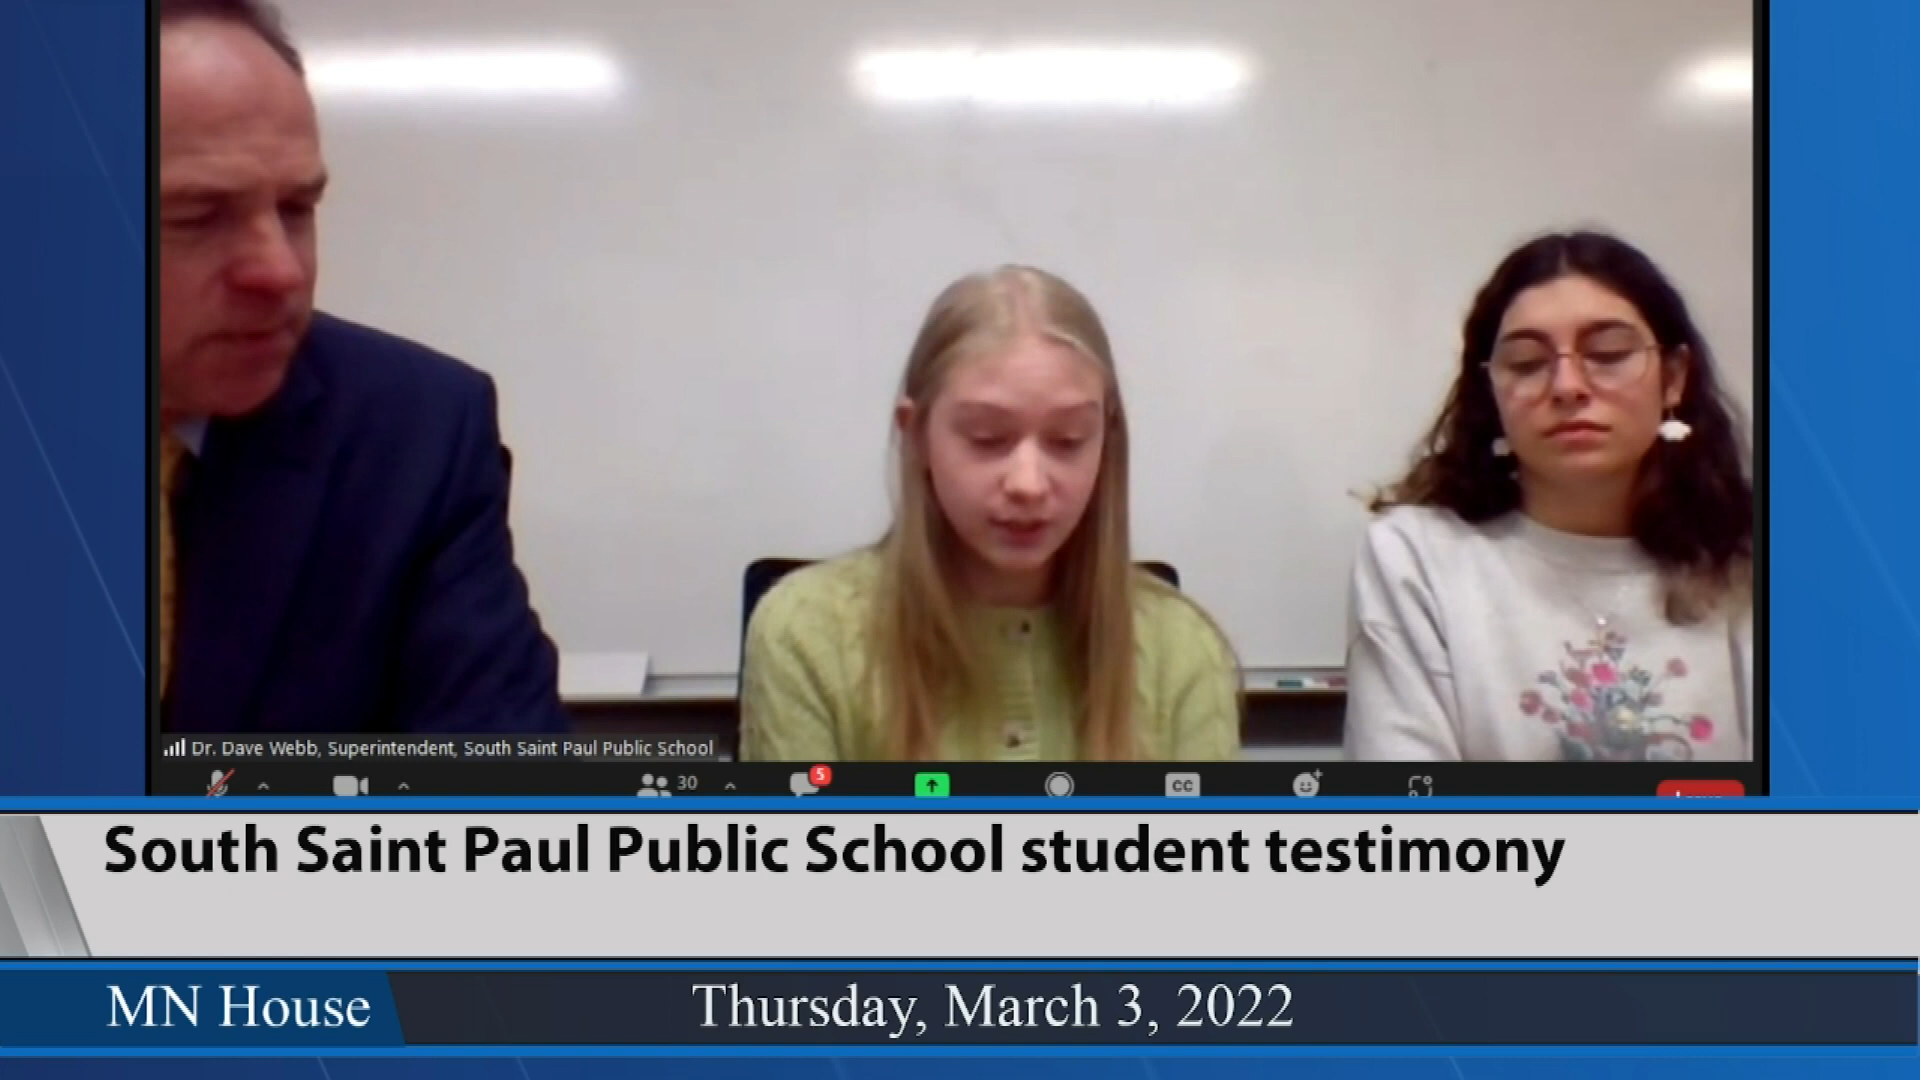 Dr. Dave Webb, Superintendent, South Saint Paul Public School
30
5
CC
South Saint Paul Public School student testimony
MN House
Thursday, March 3, 2022